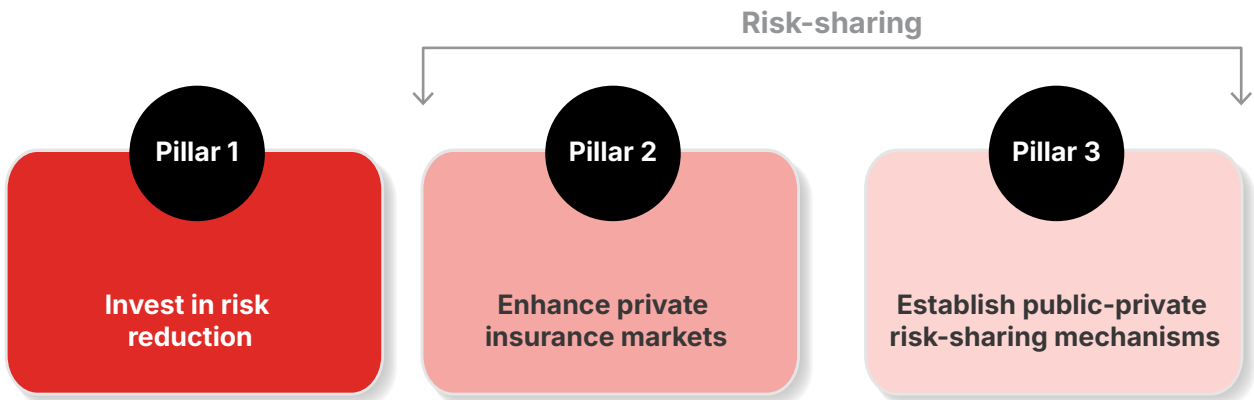 Risk-sharing
Pillar 1
Invest in risk
reduction
Pillar 2
Enhance private
insurance markets
Pillar 3
Establish public-private
risk-sharing mechanisms